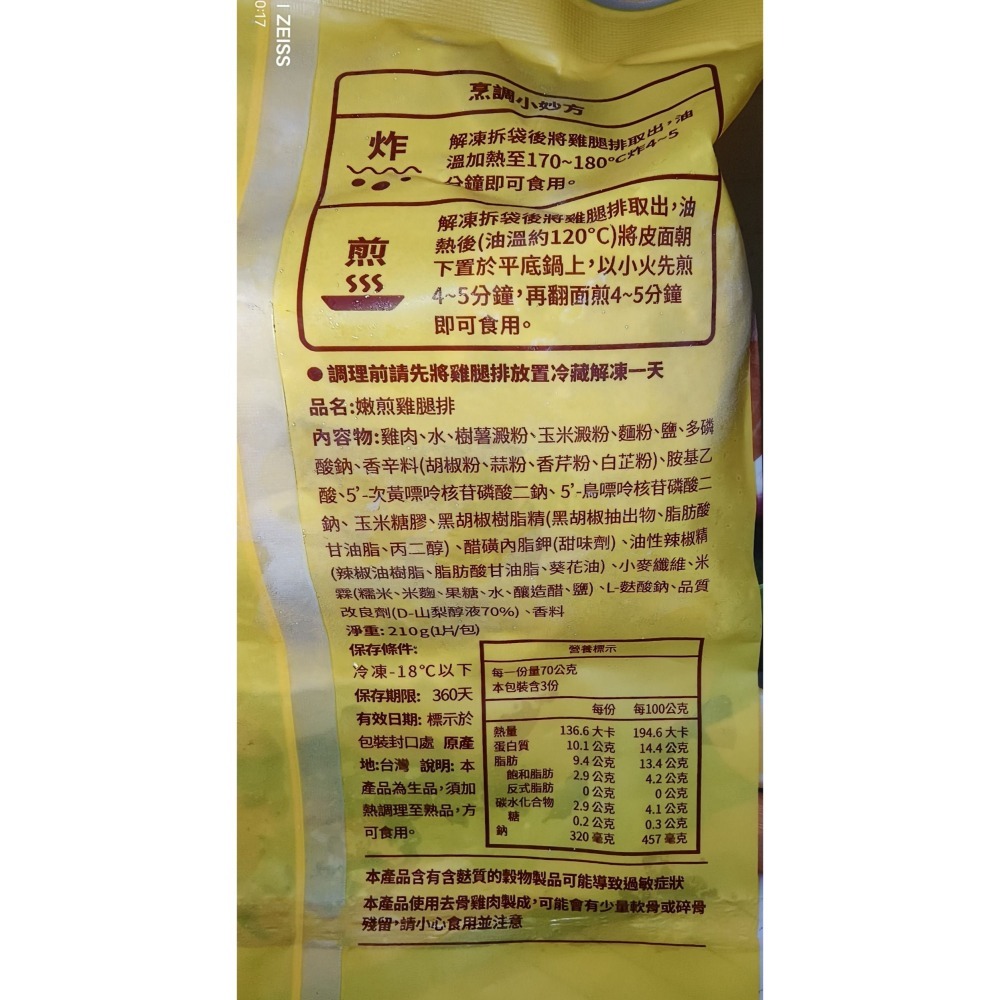 0:17
| ZEISS
烹調小妙方
炸
解凍拆袋後將雞腿排取出，油
溫加熱至170~180°C炸4~5
分鐘即可食用。
煎
解凍拆袋後將雞腿排取出，油
熱後(油溫約120°C)將皮面朝
下置於平底鍋上，以小火先煎
4~5分鐘，再翻面煎4~5分鐘
即可食用。
●調理前請先將雞腿排放置冷藏解凍一天
品名:嫩煎雞腿排
內容物:雞肉、水、樹薯澱粉、玉米澱粉、麵粉、鹽、多磷
酸鈉、香辛料(胡椒粉、蒜粉、香芹粉、白芷粉)、胺基乙
酸、5’-次黃嘌呤核苷磷酸二鈉、5’-鳥嘌呤核苷磷酸二
鈉、玉米糖膠、黑胡椒樹脂精(黑胡椒抽出物、脂肪酸
甘油脂、丙二醇)、醋磺內脂鉀(甜味劑)、油性辣椒精
(辣椒油樹脂、脂肪酸甘油脂、葵花油)、小麥纖維、米
霖(糯米、米麴、果糖、水、釀造醋、鹽)、L-麩酸鈉、品質
改良劑(D-山梨醇液70%)、香料
淨重:210g(1片/包)
保存條件:
冷凍-18°C以下
保存期限: 360天
有效日期: 標示於
包裝封口處 原產
地:台灣 說明: 本
產品為生品，須加
熱調理至熟品，方
可食用。
營養標示
每一份量70公克
本包裝含3份
每份 每100公克
熱量 136.6 大卡 194.6 大卡
蛋白質 10.1 公克 14.4 公克
脂肪 9.4 公克 13.4 公克
飽和脂肪 2.9 公克 4.2 公克
反式脂肪 0 公克 0 公克
碳水化合物 2.9 公克 4.1 公克
糖 0.2 公克 0.3 公克
鈉 320 毫克 457 毫克
本產品含有含麩質的穀物製品可能導致過敏症狀
本產品使用去骨雞肉製成，可能會有少量軟骨或碎骨
殘留，請小心食用並注意